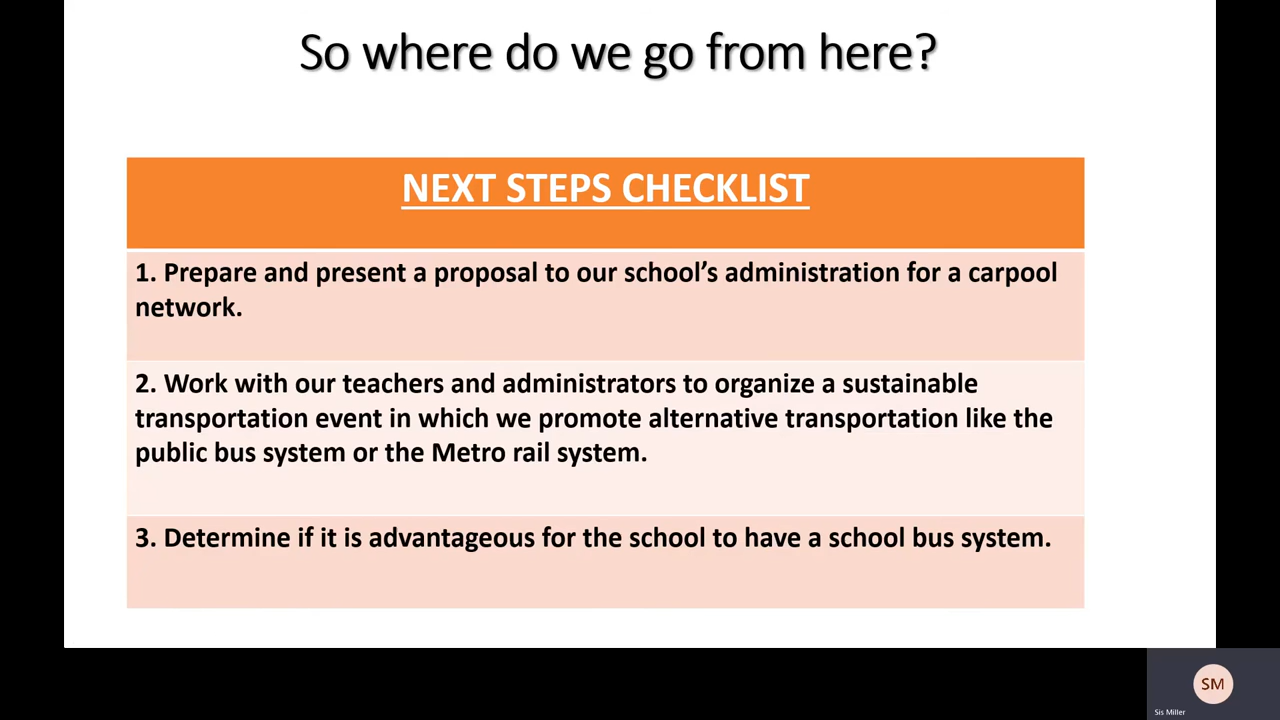 So where do we go from here?
NEXT STEPS CHECKLIST
1. Prepare and present a proposal to our school’s administration for a carpool
network.
2. Work with our teachers and administrators to organize a sustainable
transportation event in which we promote alternative transportation like the
public bus system or the Metro rail system.
3. Determine if it is advantageous for the school to have a school bus system.
SM
Sis Miller